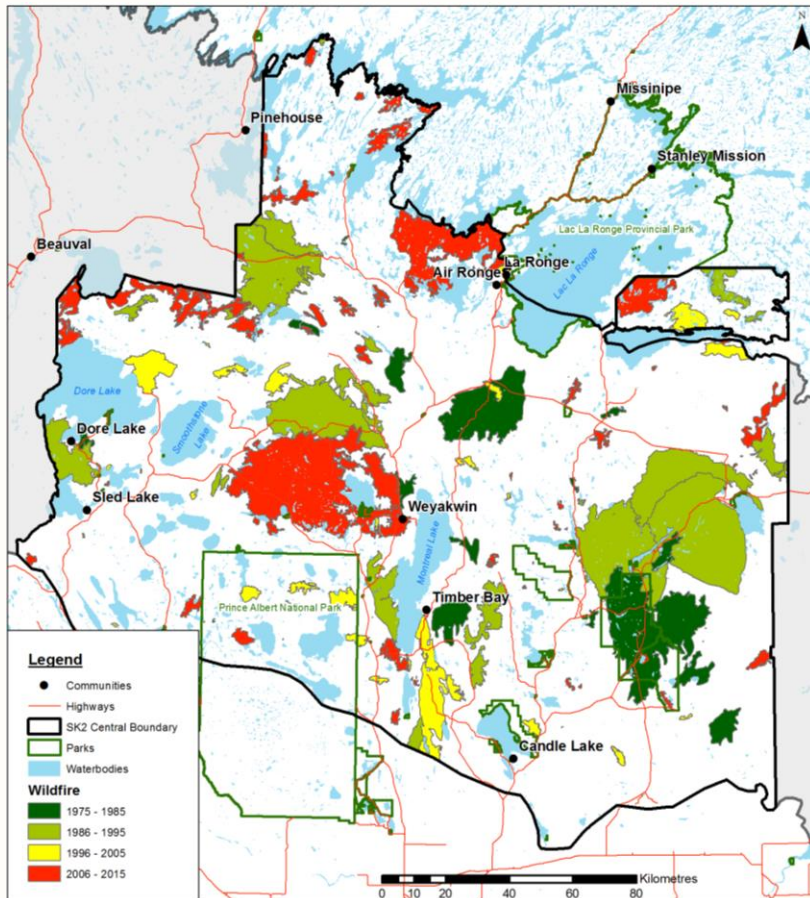 N
Missinipe
Pinehouse
Stanley Mission
Lac La Ronge Provincial Park
Beauval
La Ronge
Air Ronge
Lac La Ronge
Dore Lake
Smoothstone
Lake
Dore Lake
Sled Lake
Weyakwin
Montreal Lake
Prince Albert National Park
Timber Bay
Candle Lake
Legend
Communities
Highways
SK2 Central Boundary
Parks
Waterbodies
Wildfire
1975 - 1985
1986 - 1995
1996 - 2005
2006 - 2015
Kilometres
0 10 20 40 60 80